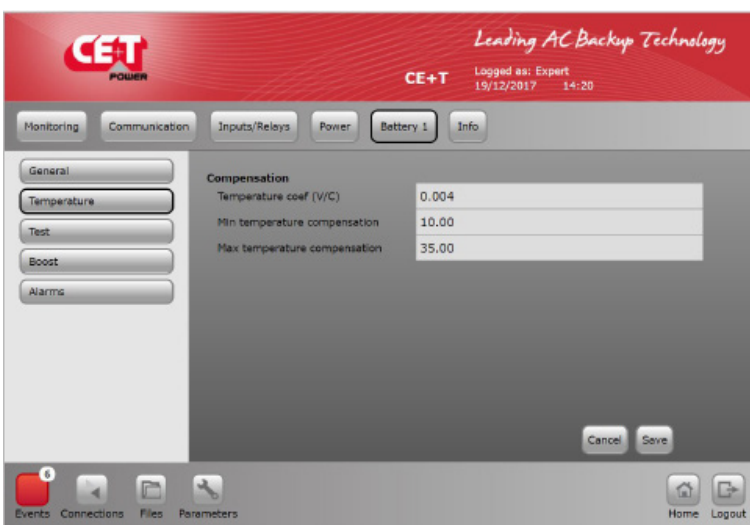 CE+T
POWER
Leading AC Backup Technology
CE+T
Logged as: Expert
19/12/2017 14:20
Monitoring Communication Inputs/Relays Power Battery 1 Info
General
Temperature
Test
Boost
Alarms
Compensation
Temperature coef (V/C) 0.004
Min temperature compensation 10.00
Max temperature compensation 35.00
Cancel Save
6
Events Connections Files Parameters Home Logout